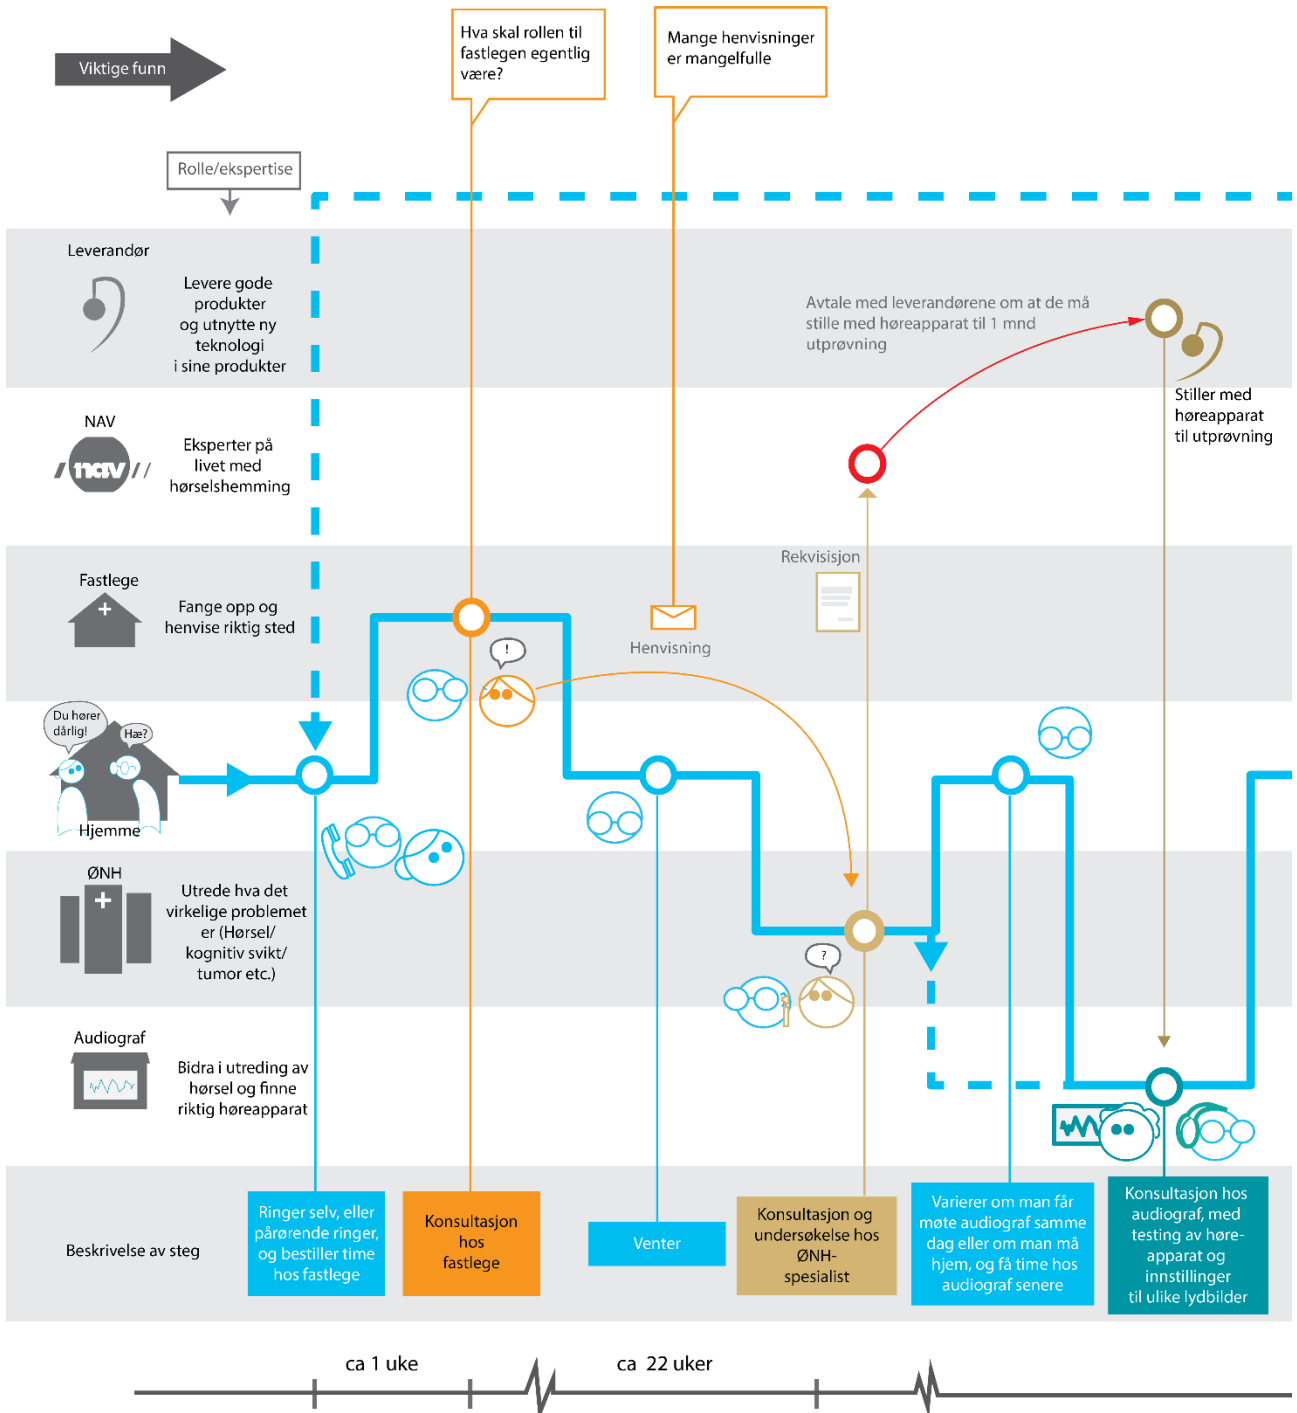 Viktige funn
Hva skal rollen til
fastlegen egentlig
være?
Mange henvisninger
er mangelfulle
Rolle/ekspertise
Leverandør
Levere gode
produkter
og utnytte ny
teknologi
i sine produkter
Avtale med leverandørene om at de må
stille med høreapparat til 1 mnd
utprøvning
Stiller med
høreapparat
til utprøvning
NAV
nav
Eksperter på
livet med
hørselshemming
Rekvisisjon
Fastlege
Fange opp og
henvise riktig sted
Henvisning
!
Du hører
dårlig!
Hæ?
Hjemme
ØNH
Utrede hva det
virkelige problemet
er (Hørsel/
kognitiv svikt/
tumor etc.)
?
Audiograf
Bidra i utreding av
hørsel og finne
riktig høreapparat
Beskrivelse av steg
Ringer selv, eller
pårørende ringer,
og bestiller time
hos fastlege
Konsultasjon
hos
fastlege
Venter
Konsultasjon og
undersøkelse hos
ØNH-
spesialist
Varierer om man får
møte audiograf samme
dag eller om man må
hjem, og få time hos
audiograf senere
Konsultasjon hos
audiograf, med
testing av høre-
apparat og
innstillinger
til ulike lydbilder
ca 1 uke
ca 22 uker